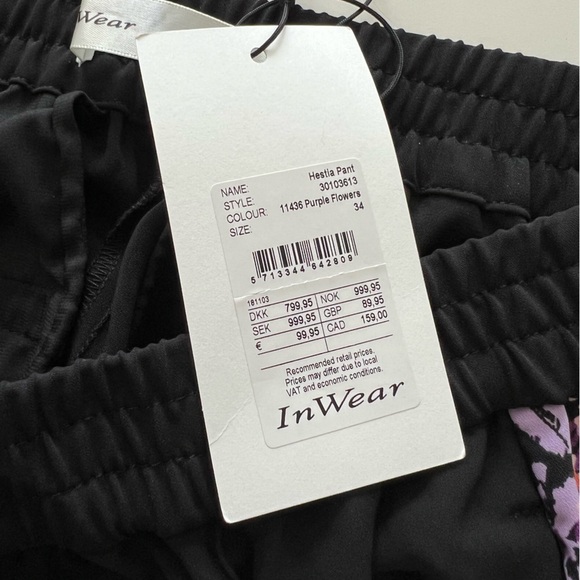 Wear
NAME: Hestia Pant
STYLE: 30103613
COLOUR: 11436 Purple Flowers
SIZE: 34
5 713344 642809
181103
DKK 799,95 NOK 999,95
SEK 999,95 GBP 89,95
€ 99,95 CAD 159,00
Recommended retail prices.
Prices may differ due to local
VAT and economic conditions.
InWear